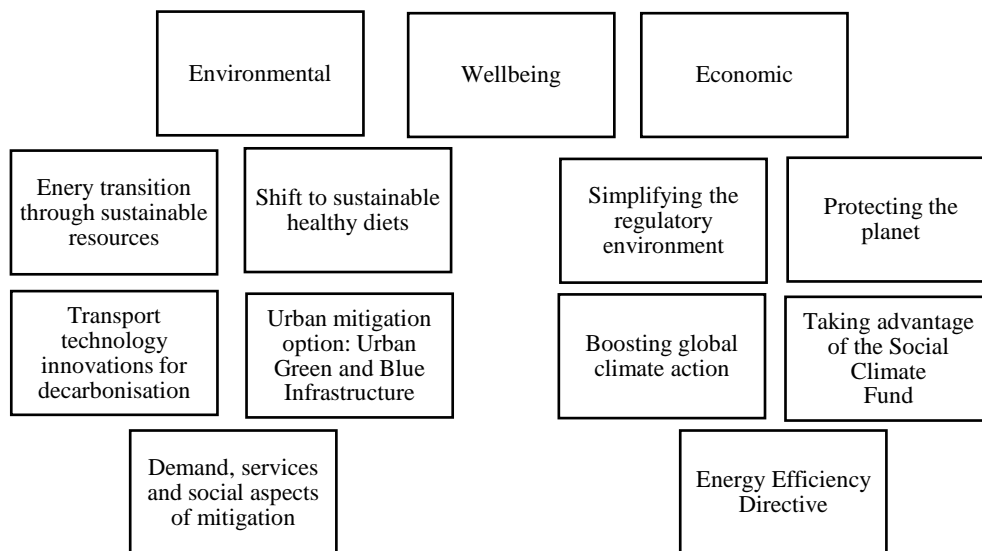 Environmental
Wellbeing
Economic
Enery transition
through sustainable
resources
Shift to sustainable
healthy diets
Simplifying the
regulatory
environment
Protecting the
planet
Transport
technology
innovations for
decarbonisation
Urban mitigation
option: Urban
Green and Blue
Infrastructure
Boosting global
climate action
Taking advantage
of the Social
Climate
Fund
Demand, services
and social aspects
of mitigation
Energy Efficiency
Directive